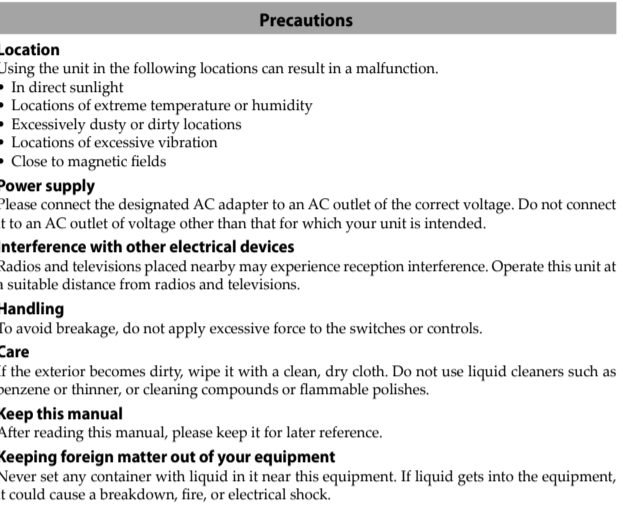 Precautions
Location
Using the unit in the following locations can result in a malfunction.
• In direct sunlight
• Locations of extreme temperature or humidity
• Excessively dusty or dirty locations
• Locations of excessive vibration
• Close to magnetic fields
Power supply
Please connect the designated AC adapter to an AC outlet of the correct voltage. Do not connect
it to an AC outlet of voltage other than that for which your unit is intended.
Interference with other electrical devices
Radios and televisions placed nearby may experience reception interference. Operate this unit at
a suitable distance from radios and televisions.
Handling
To avoid breakage, do not apply excessive force to the switches or controls.
Care
If the exterior becomes dirty, wipe it with a clean, dry cloth. Do not use liquid cleaners such as
benzene or thinner, or cleaning compounds or flammable polishes.
Keep this manual
After reading this manual, please keep it for later reference.
Keeping foreign matter out of your equipment
Never set any container with liquid in it near this equipment. If liquid gets into the equipment,
it could cause a breakdown, fire, or electrical shock.